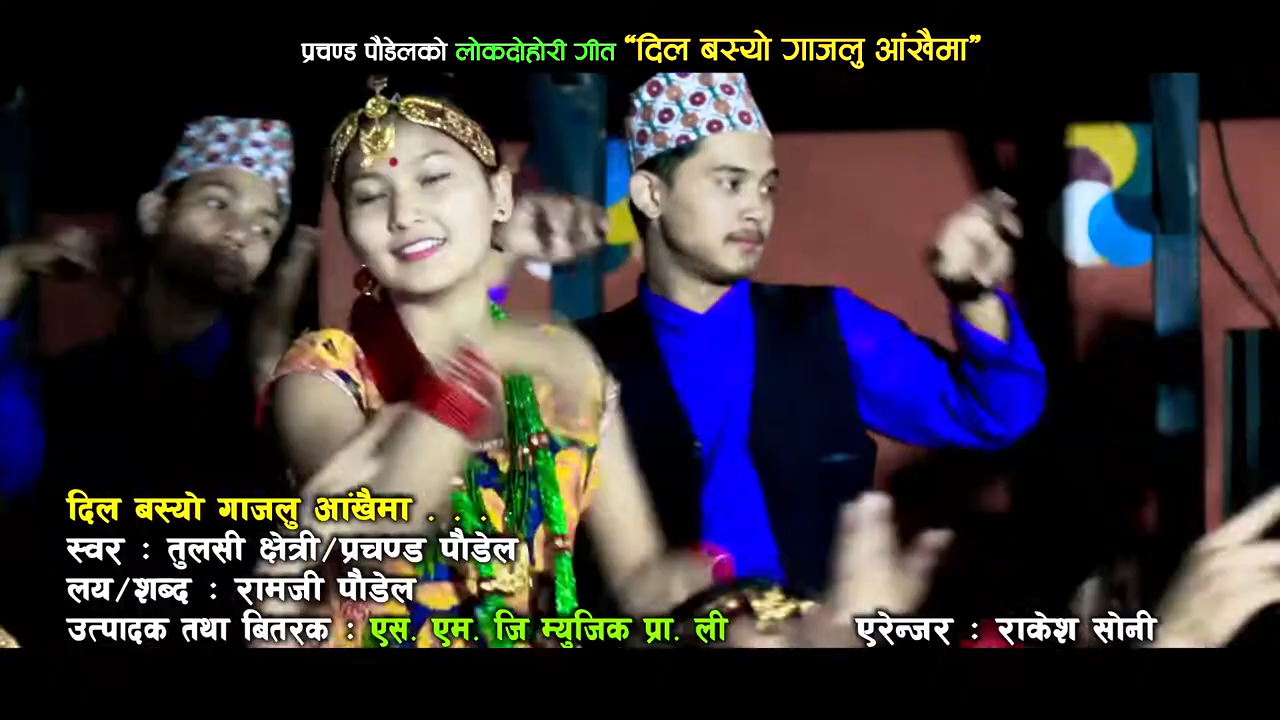 प्रचण्ड पौडेलको लोकदोहोरी गीत “दिल बस्यो गाजलु आंखैमा”
दिल बस्यो गाजलु आंखैमा . . .
स्वर : तुलसी क्षेत्री/प्रचण्ड पौडेल
लय/शब्द : रामजी पौडेल
उत्पादक तथा बितरक : एस. एम. जि म्युजिक प्रा. ली
एरेन्जर : राकेश सोनी